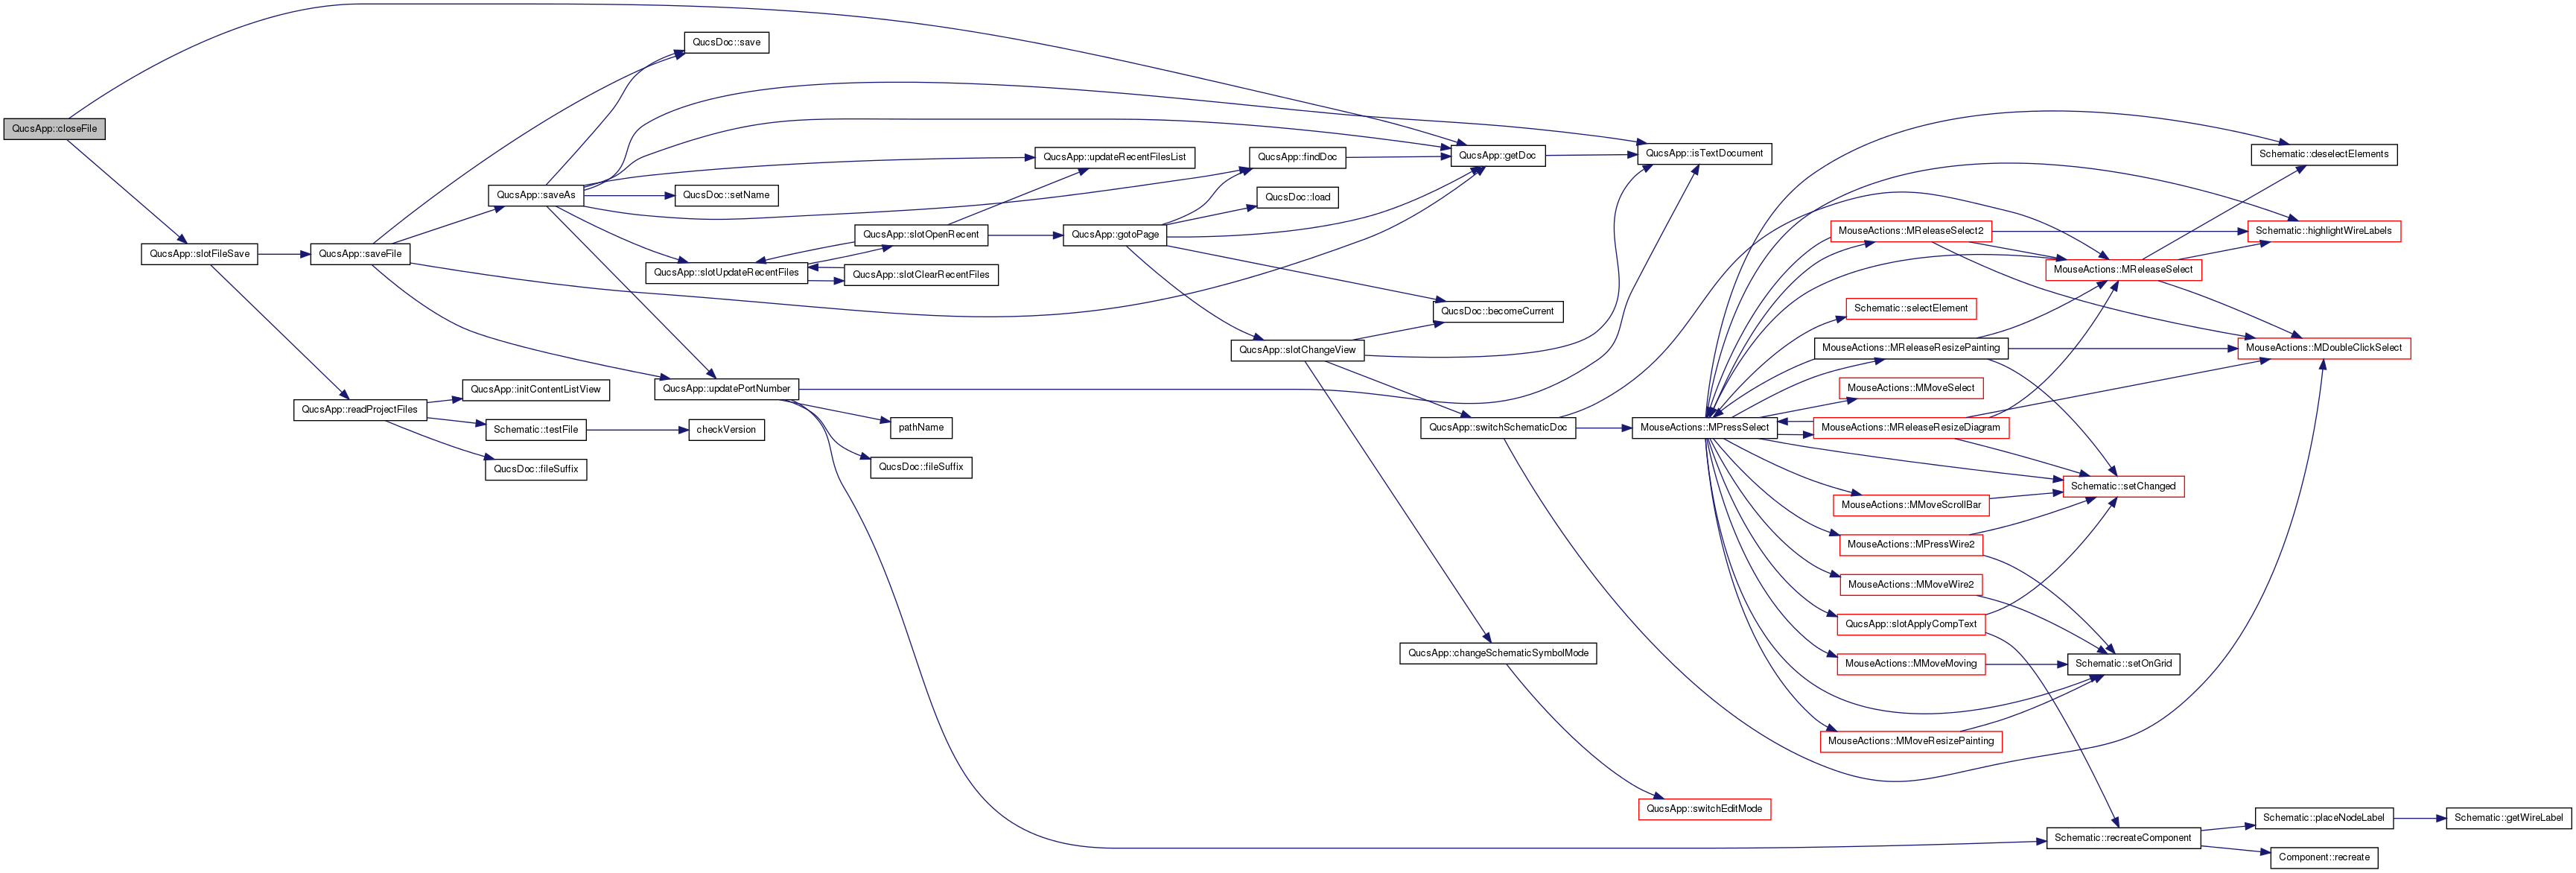 QucsApp::closeFile
QucsApp::slotFileSave
QucsApp::saveFile
QucsApp::readProjectFiles
QucsApp::saveAs
QucsApp::initContentListView
Schematic::testFile
QucsDoc::fileSuffix
QucsDoc::save
QucsDoc::setName
QucsApp::slotUpdateRecentFiles
QucsApp::updatePortNumber
checkVersion
QucsApp::slotOpenRecent
QucsApp::slotClearRecentFiles
pathName
QucsDoc::fileSuffix
QucsApp::updateRecentFilesList
QucsApp::gotoPage
QucsApp::findDoc
QucsDoc::load
QucsDoc::becomeCurrent
QucsApp::slotChangeView
QucsApp::getDoc
QucsApp::switchSchematicDoc
QucsApp::changeSchematicSymbolMode
QucsApp::isTextDocument
MouseActions::MPressSelect
QucsApp::switchEditMode
MouseActions::MReleaseSelect2
Schematic::selectElement
MouseActions::MReleaseResizePainting
MouseActions::MMoveSelect
MouseActions::MReleaseResizeDiagram
MouseActions::MMoveScrollBar
MouseActions::MPressWire2
MouseActions::MMoveWire2
QucsApp::slotApplyCompText
MouseActions::MMoveMoving
MouseActions::MMoveResizePainting
MouseActions::MReleaseSelect
Schematic::setChanged
Schematic::setOnGrid
Schematic::recreateComponent
Schematic::deselectElements
Schematic::highlightWireLabels
MouseActions::MDoubleClickSelect
Schematic::placeNodeLabel
Component::recreate
Schematic::getWireLabel